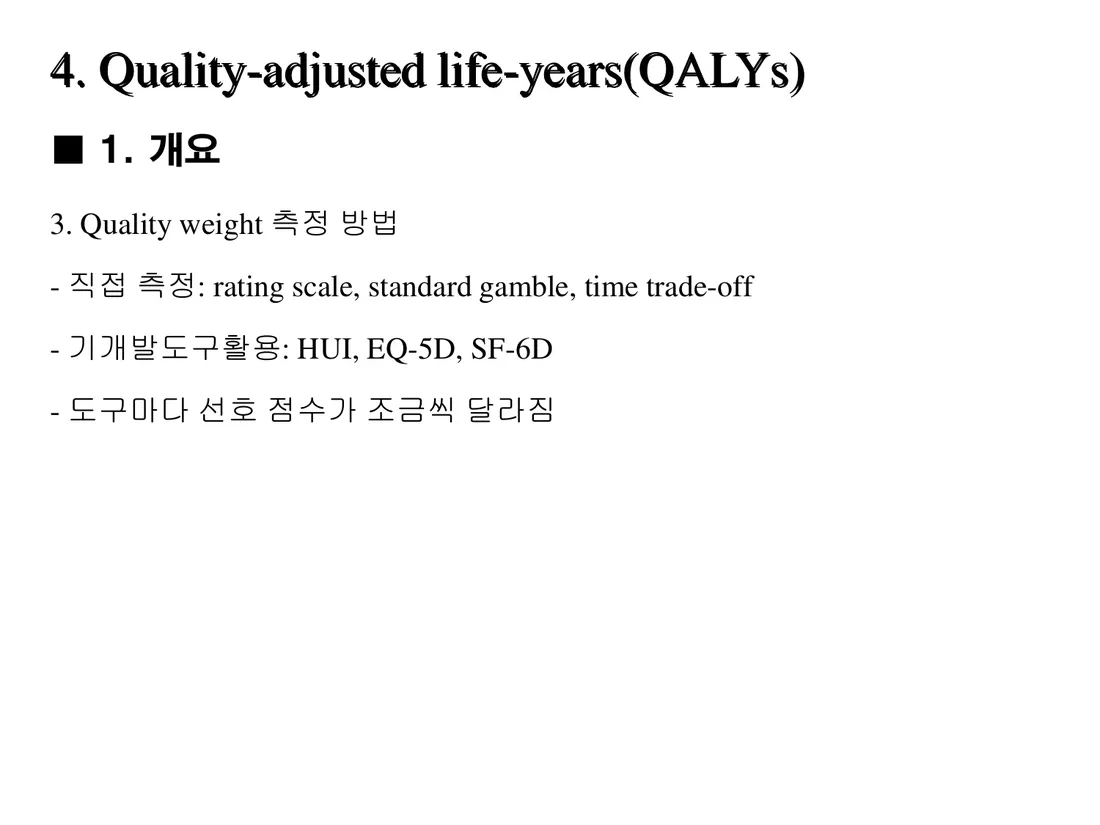 4. Quality-adjusted life-years(QALYs)
■ 1. 개요
3. Quality weight 측정 방법
- 직접 측정: rating scale, standard gamble, time trade-off
- 기개발도구활용: HUI, EQ-5D, SF-6D
- 도구마다 선호 점수가 조금씩 달라짐